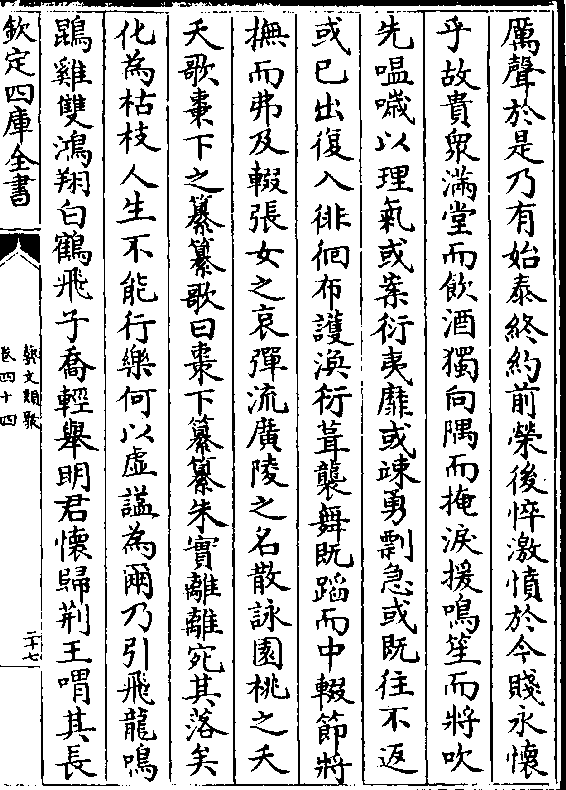 厲聲於是乃有始泰終約前榮後悴激憤於今賤永懷
乎故貴衆滿堂而飲酒獨向隅而掩淚援鳴笙而將吹
先嗢噦以理氣或案衍夷靡或竦勇剽急或既往不返
或已出復入徘徊布護渙衍葺襲舞既蹈而中輟節將
撫而弗及輟張女之哀彈流廣陵之名散詠園桃之夭
夭歌棗下之纂纂歌曰棗下纂纂朱實離離宛其落矣
化為枯枝人生不能行樂何以虛諡為爾乃引飛龍鳴
鵾雞雙鴻翔白鶴飛子喬輕舉明君懷歸荆王喟其長
欽定四庫全書
藝文類聚
卷四十四
二十七